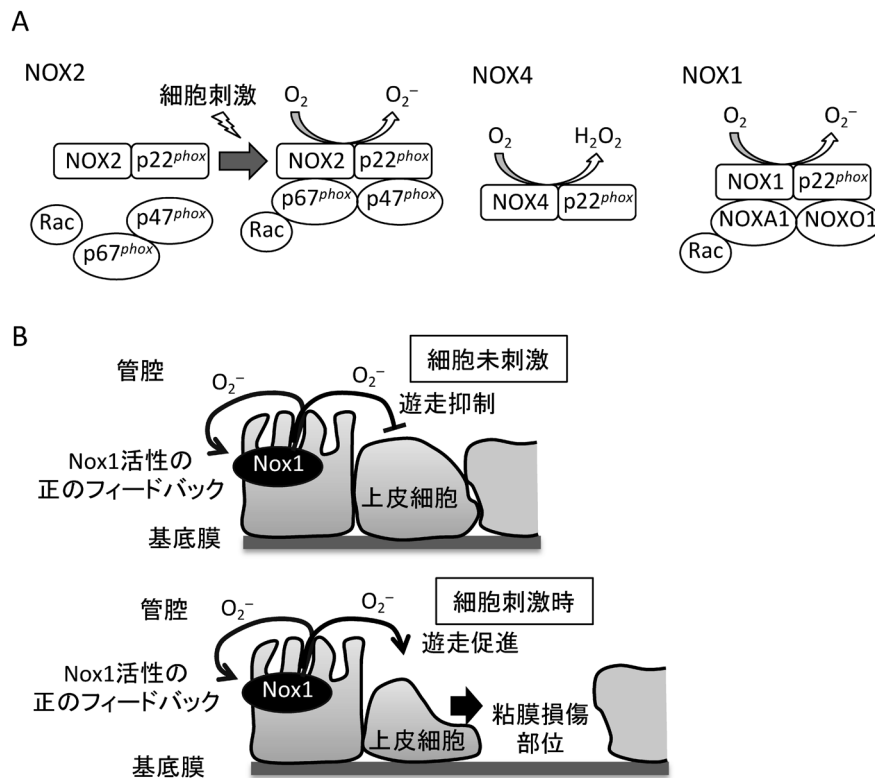 A
NOX2
細胞刺激
O₂
O₂⁻
NOX2
p22phox
NOX2
p22phox
Rac
p47phox
p67phox
p67phox
p47phox
Rac
NOX4
O₂
H₂O₂
NOX4
p22phox
NOX1
O₂
O₂⁻
NOX1
p22phox
NOXA1
NOXO1
Rac
B
細胞未刺激
管腔
O₂⁻
O₂⁻
遊走抑制
Nox1活性の
正のフィードバック
Nox1
上皮細胞
基底膜
細胞刺激時
管腔
O₂⁻
O₂⁻
遊走促進
Nox1活性の
正のフィードバック
Nox1
上皮細胞
粘膜損傷
部位
基底膜